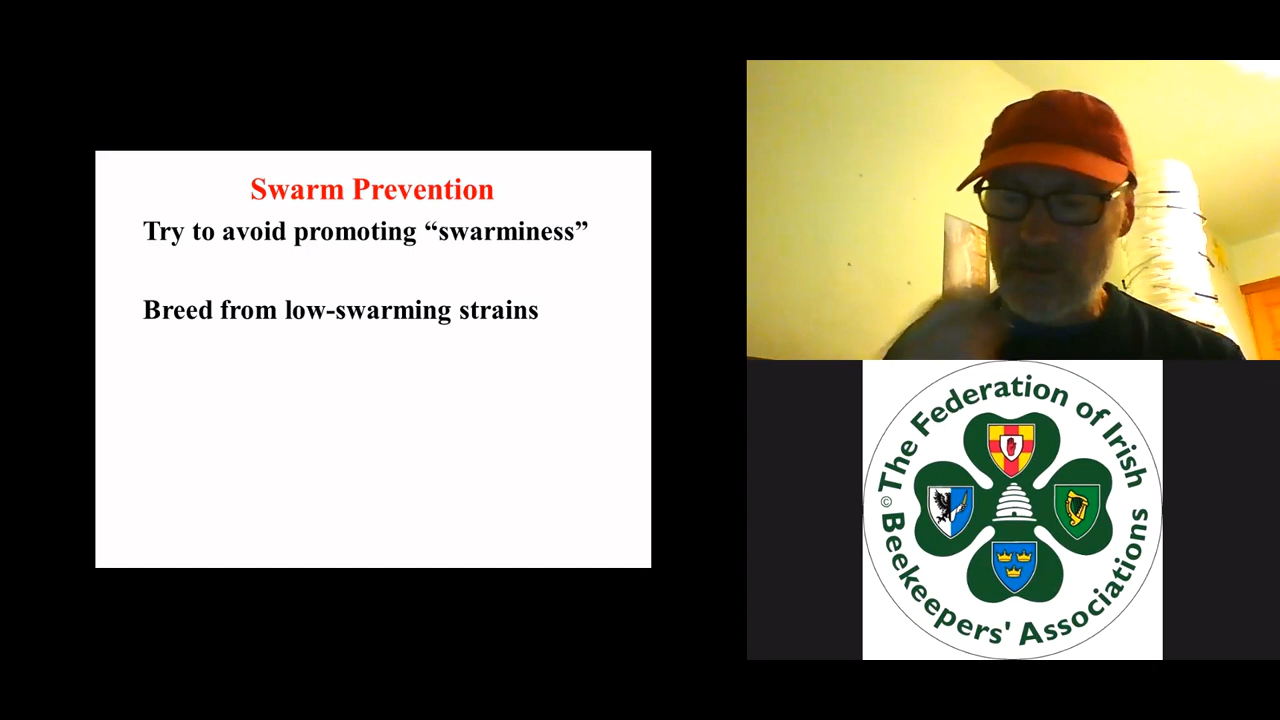 Swarm Prevention
Try to avoid promoting “swarminess”
Breed from low-swarming strains
The Federation of Irish
© Beekeepers' Associations